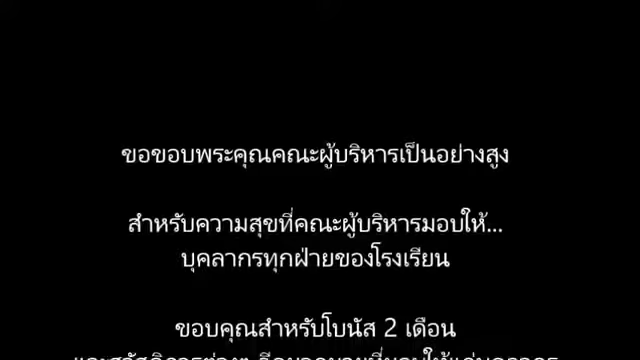 ขอขอบพระคุณคณะผู้บริหารเป็นอย่างสูง
สำหรับความสุขที่คณะผู้บริหารมอบให้...
บุคลากรทุกฝ่ายของโรงเรียน
ขอบคุณสำหรับโบนัส 2 เดือน